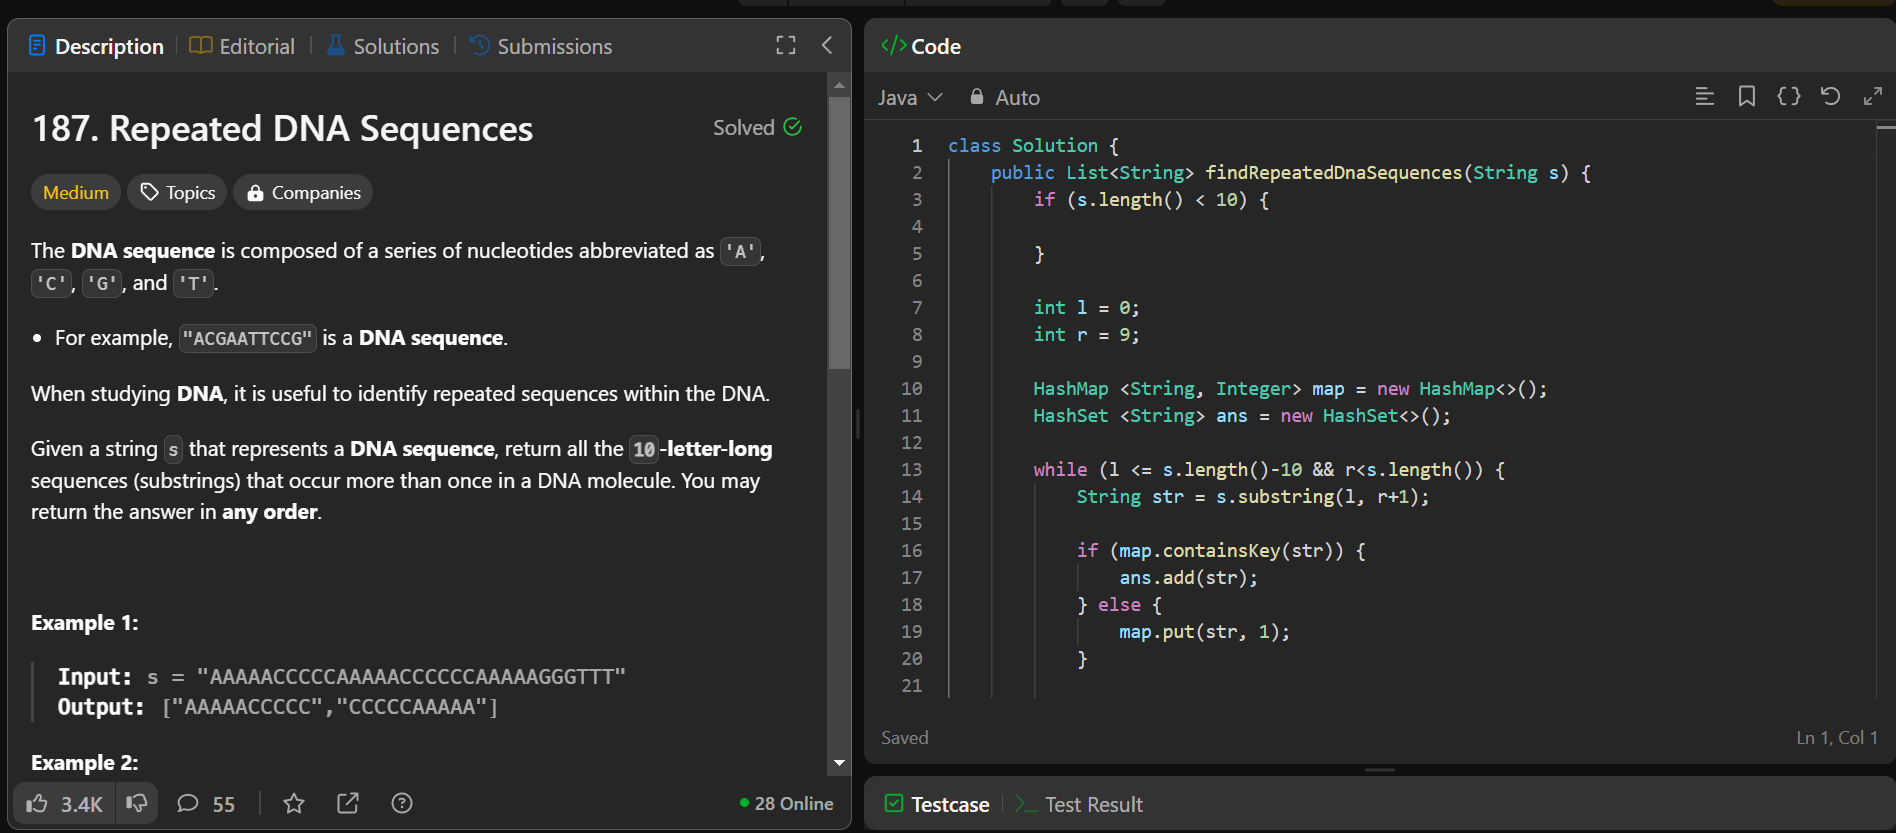 Description
Editorial
Solutions
Submissions
187. Repeated DNA Sequences
Solved
Medium
Topics
Companies
The DNA sequence is composed of a series of nucleotides abbreviated as 'A',
'C', 'G', and 'T'.
• For example, "ACGAATTCCG" is a DNA sequence.
When studying DNA, it is useful to identify repeated sequences within the DNA.
Given a string s that represents a DNA sequence, return all the 10-letter-long
sequences (substrings) that occur more than once in a DNA molecule. You may
return the answer in any order.
Example 1:
Input: s = "AAAAACCCCCAAAAACCCCCCAAAAAGGGTTT"
Output: ["AAAAACCCCC","CCCCCAAAAA"]
Example 2:
3.4K
55
28 Online
</> Code
Java
Auto
1 class Solution {
2 public List<String> findRepeatedDnaSequences(String s) {
3 if (s.length() < 10) {
4
5 }
6
7 int l = 0;
8 int r = 9;
9
10 HashMap <String, Integer> map = new HashMap<>();
11 HashSet <String> ans = new HashSet<>();
12
13 while (l <= s.length()-10 && r<s.length()) {
14 String str = s.substring(l, r+1);
15
16 if (map.containsKey(str)) {
17 ans.add(str);
18 } else {
19 map.put(str, 1);
20 }
21
Saved
Ln 1, Col 1
Testcase
Test Result